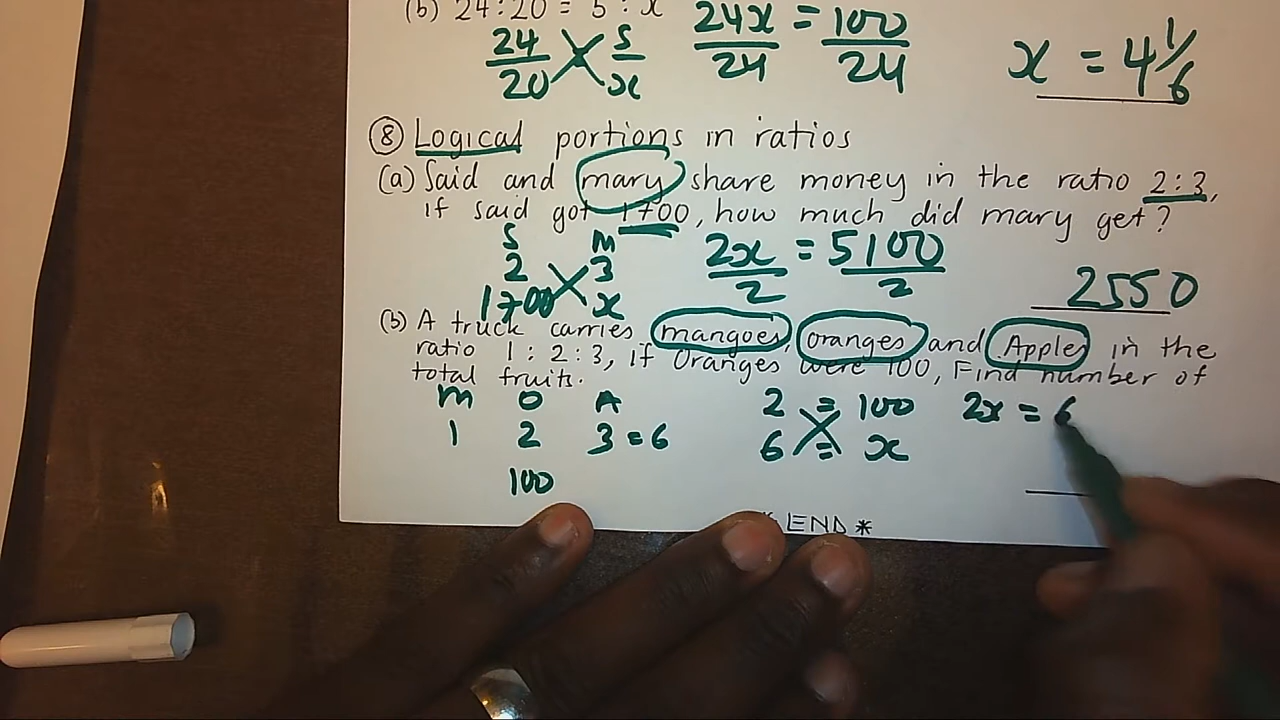 (b) 24:20 = 5 : x
24/20 5/x 24x/24 = 100/24 x = 4 1/6
⑧ Logical portions in ratios
(a) Said and mary share money in the ratio 2:3,
if said got 1700, how much did mary get?
S M
2 3 2x/2 = 5100/2
1700 x 2550
(b) A truck carries mangoes, oranges and Apples in the
ratio 1 : 2 : 3, if Oranges were 100, Find number of
total fruits.
M O A 2 = 100 2x = 6
1 2 3 = 6 6 = x
100
END *